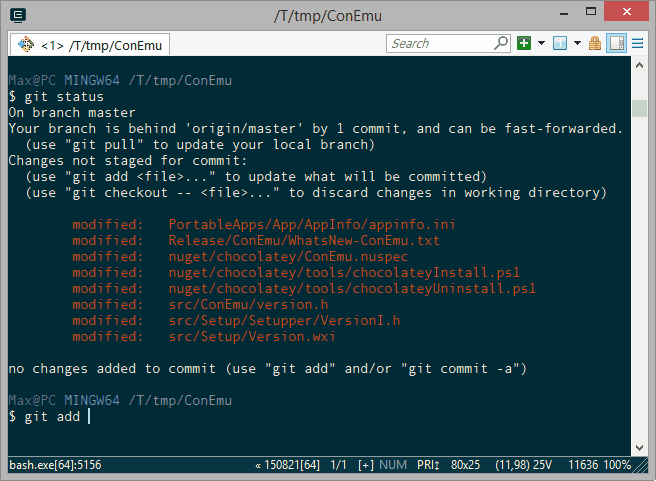 /T/tmp/ConEmu
<1> /T/tmp/ConEmu
Search
Max@PC MINGW64 /T/tmp/ConEmu
$ git status
On branch master
Your branch is behind 'origin/master' by 1 commit, and can be fast-forwarded.
  (use "git pull" to update your local branch)
Changes not staged for commit:
  (use "git add <file>..." to update what will be committed)
  (use "git checkout -- <file>..." to discard changes in working directory)
        modified:   PortableApps/App/AppInfo/appinfo.ini
        modified:   Release/ConEmu/WhatsNew-ConEmu.txt
        modified:   nuget/chocolatey/ConEmu.nuspec
        modified:   nuget/chocolatey/tools/chocolateyInstall.ps1
        modified:   nuget/chocolatey/tools/chocolateyUninstall.ps1
        modified:   src/ConEmu/version.h
        modified:   src/Setup/Setupper/VersionI.h
        modified:   src/Setup/Version.wxi
no changes added to commit (use "git add" and/or "git commit -a")
Max@PC MINGW64 /T/tmp/ConEmu
$ git add
bash.exe[64]:5156 « 150821[64] 1/1 [+] NUM PRI↕ 80x25 (11,98) 25V 11636 100%